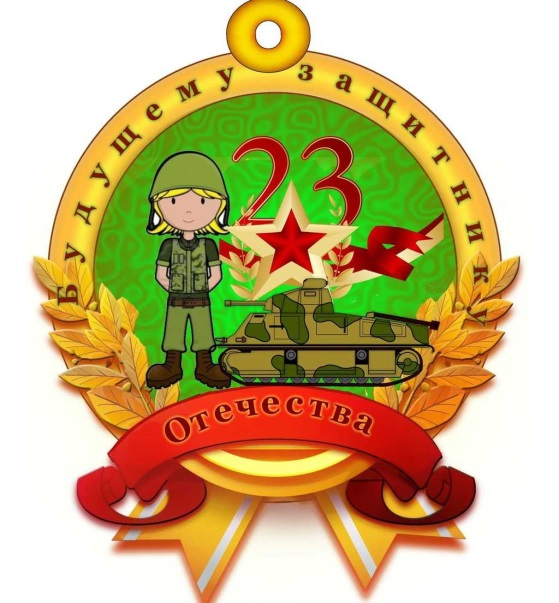 Будущему защитнику
23
Отечества